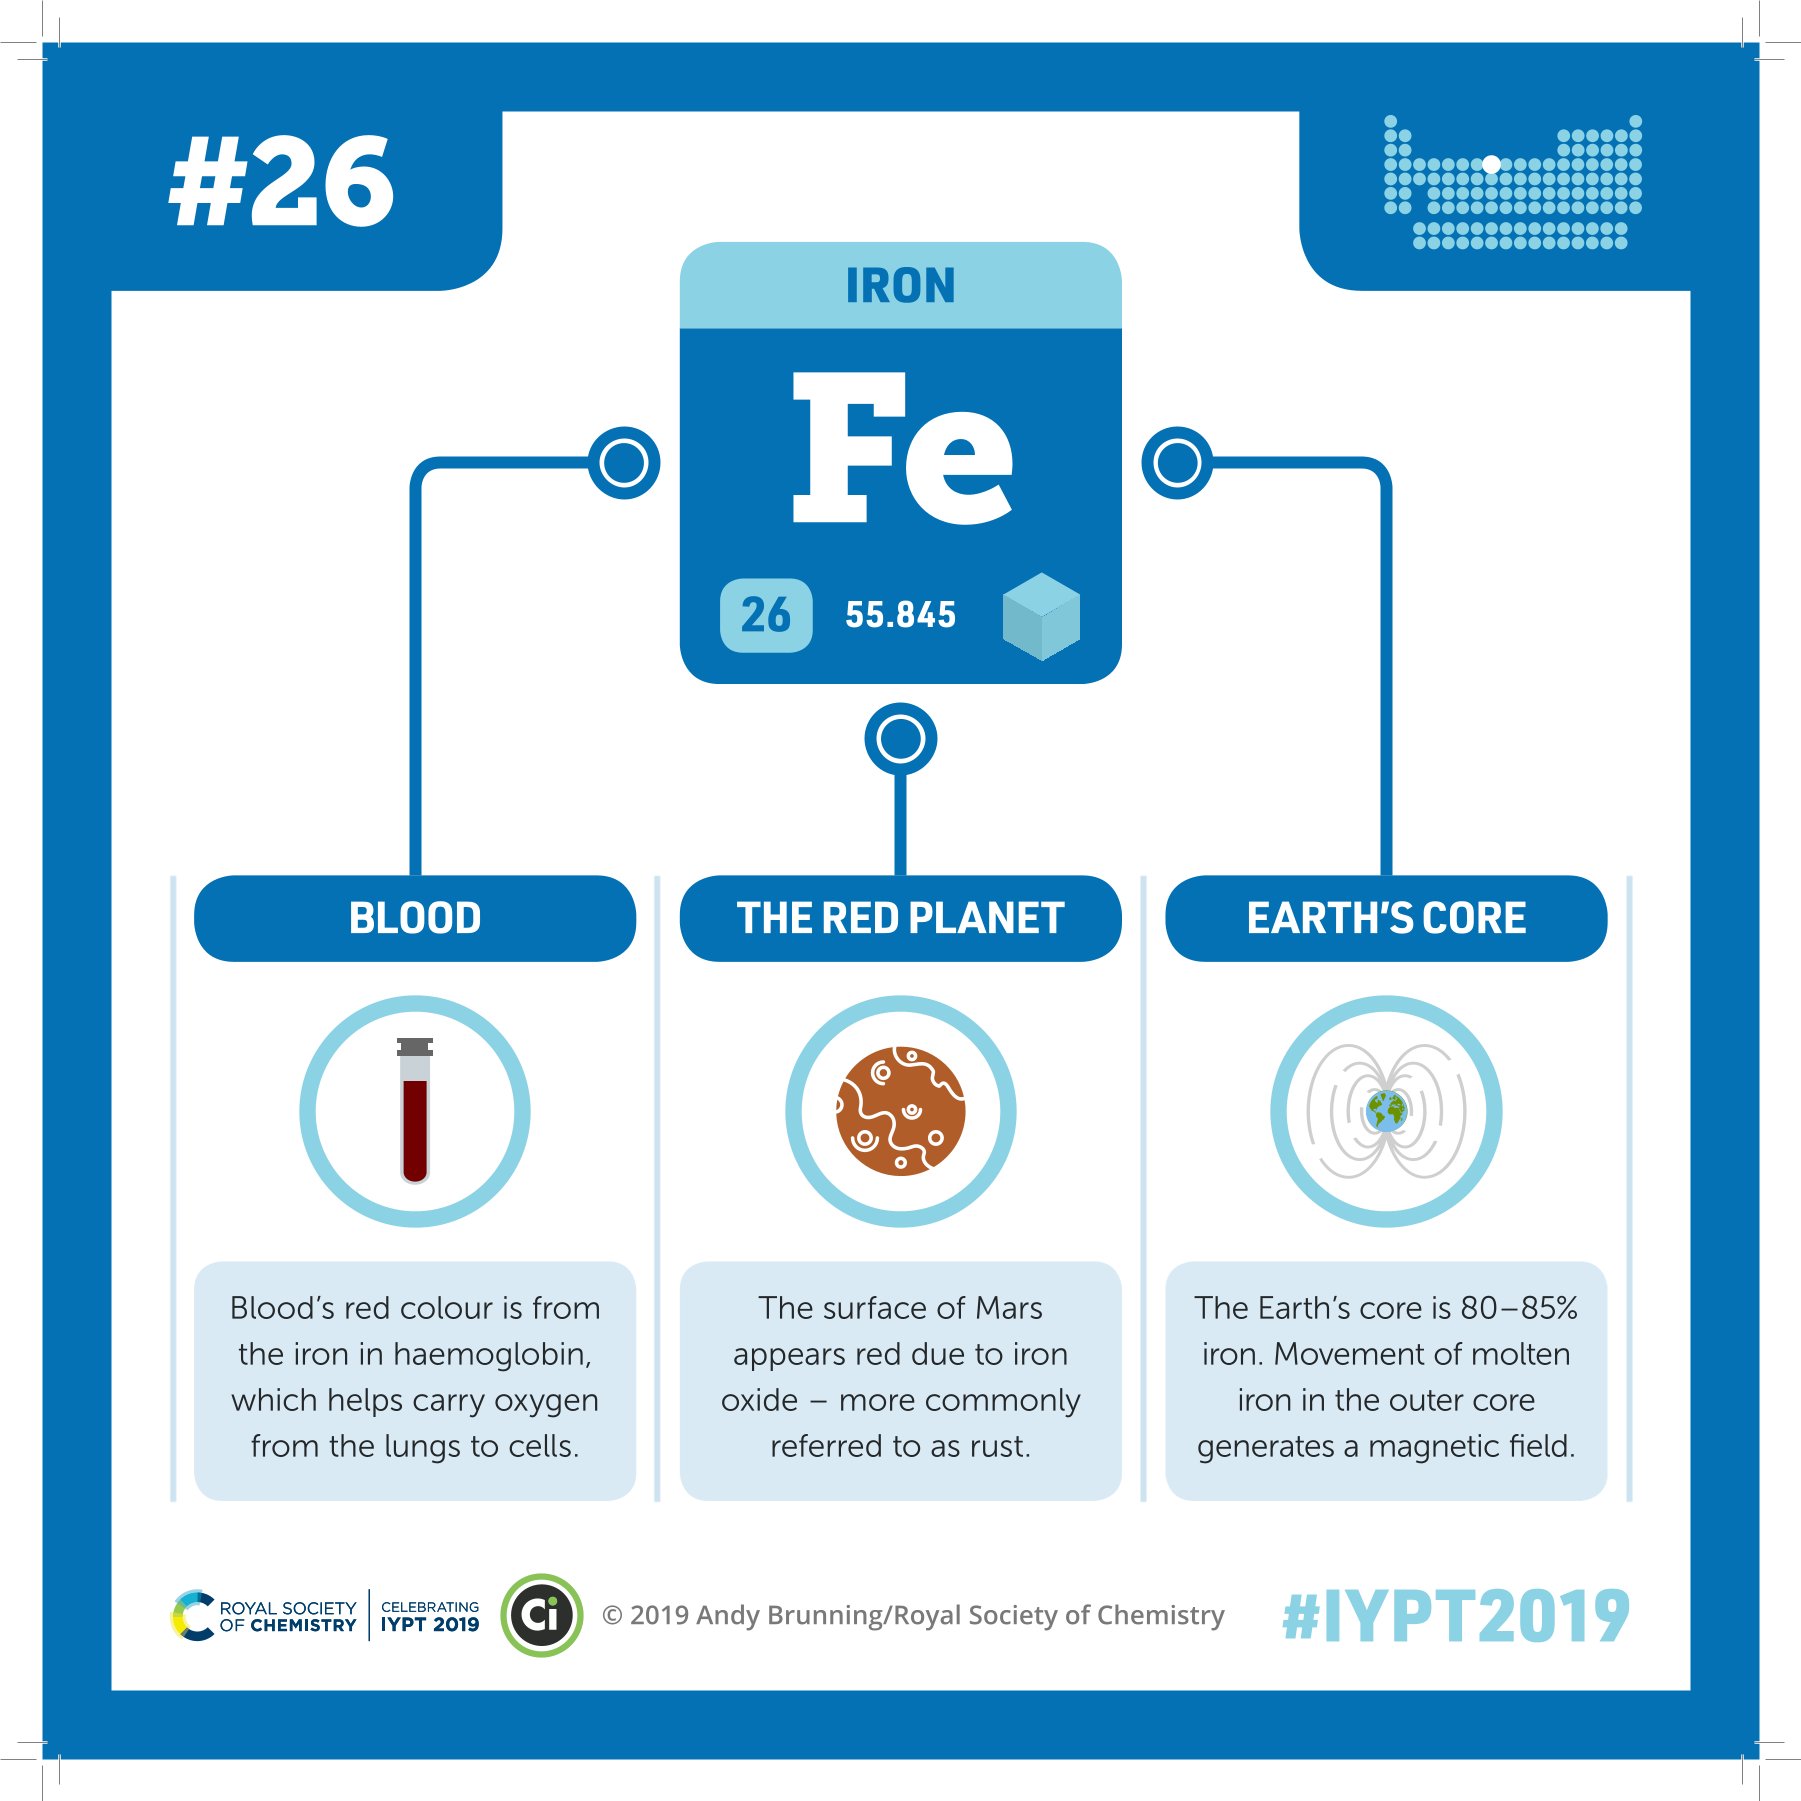 #26
IRON
Fe
26
55.845
BLOOD
THE RED PLANET
EARTH'S CORE
Blood's red colour is from
the iron in haemoglobin,
which helps carry oxygen
from the lungs to cells.
The surface of Mars
appears red due to iron
oxide – more commonly
referred to as rust.
The Earth's core is 80–85%
iron. Movement of molten
iron in the outer core
generates a magnetic field.
ROYAL SOCIETY
OF CHEMISTRY
CELEBRATING
IYPT 2019
Ci
© 2019 Andy Brunning/Royal Society of Chemistry
#IYPT2019